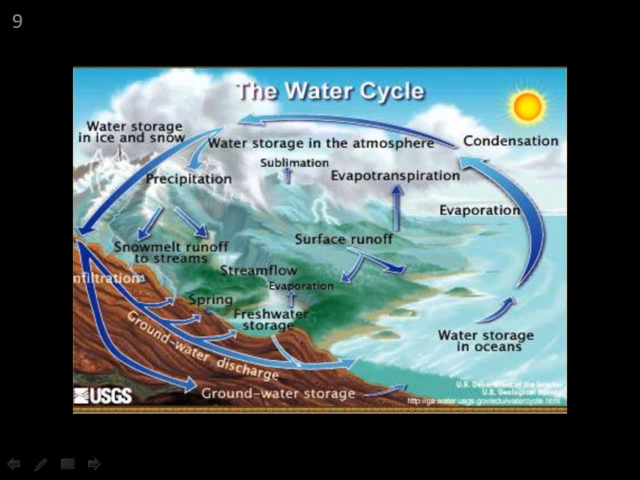 9
The Water Cycle
Water storage
in ice and snow
Water storage in the atmosphere
Condensation
Sublimation
Precipitation
Evapotranspiration
Evaporation
Snowmelt runoff
to streams
Surface runoff
Streamflow
nfiltration
Evaporation
Spring
Freshwater
storage
Ground-water discharge
Water storage
in oceans
Ground-water storage
USGS
U.S. Department of the Interior
U.S. Geological Survey